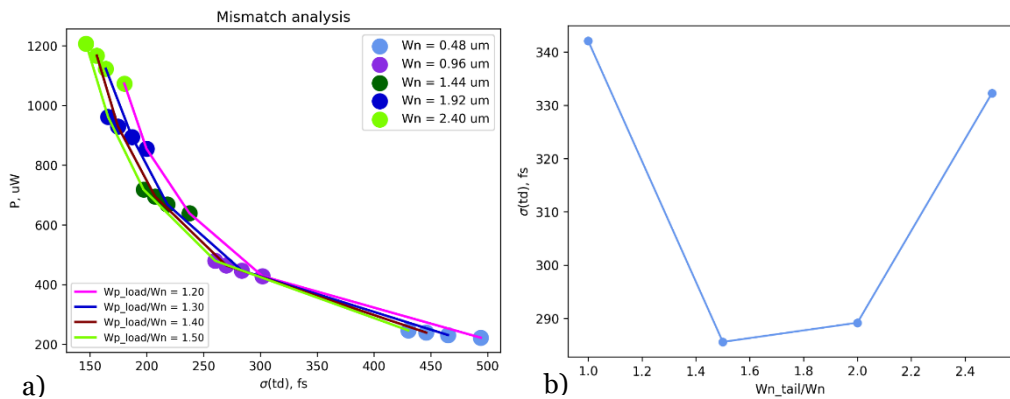 Mismatch analysis
Wn = 0.48 um
Wn = 0.96 um
Wn = 1.44 um
Wn = 1.92 um
Wn = 2.40 um
Wp_load/Wn = 1.20
Wp_load/Wn = 1.30
Wp_load/Wn = 1.40
Wp_load/Wn = 1.50
P, uW
1200
1000
800
600
400
200
150 200 250 300 350 400 450 500
σ(td), fs
a)
σ(td), fs
340
330
320
310
300
290
1.0 1.2 1.4 1.6 1.8 2.0 2.2 2.4
Wn_tail/Wn
b)